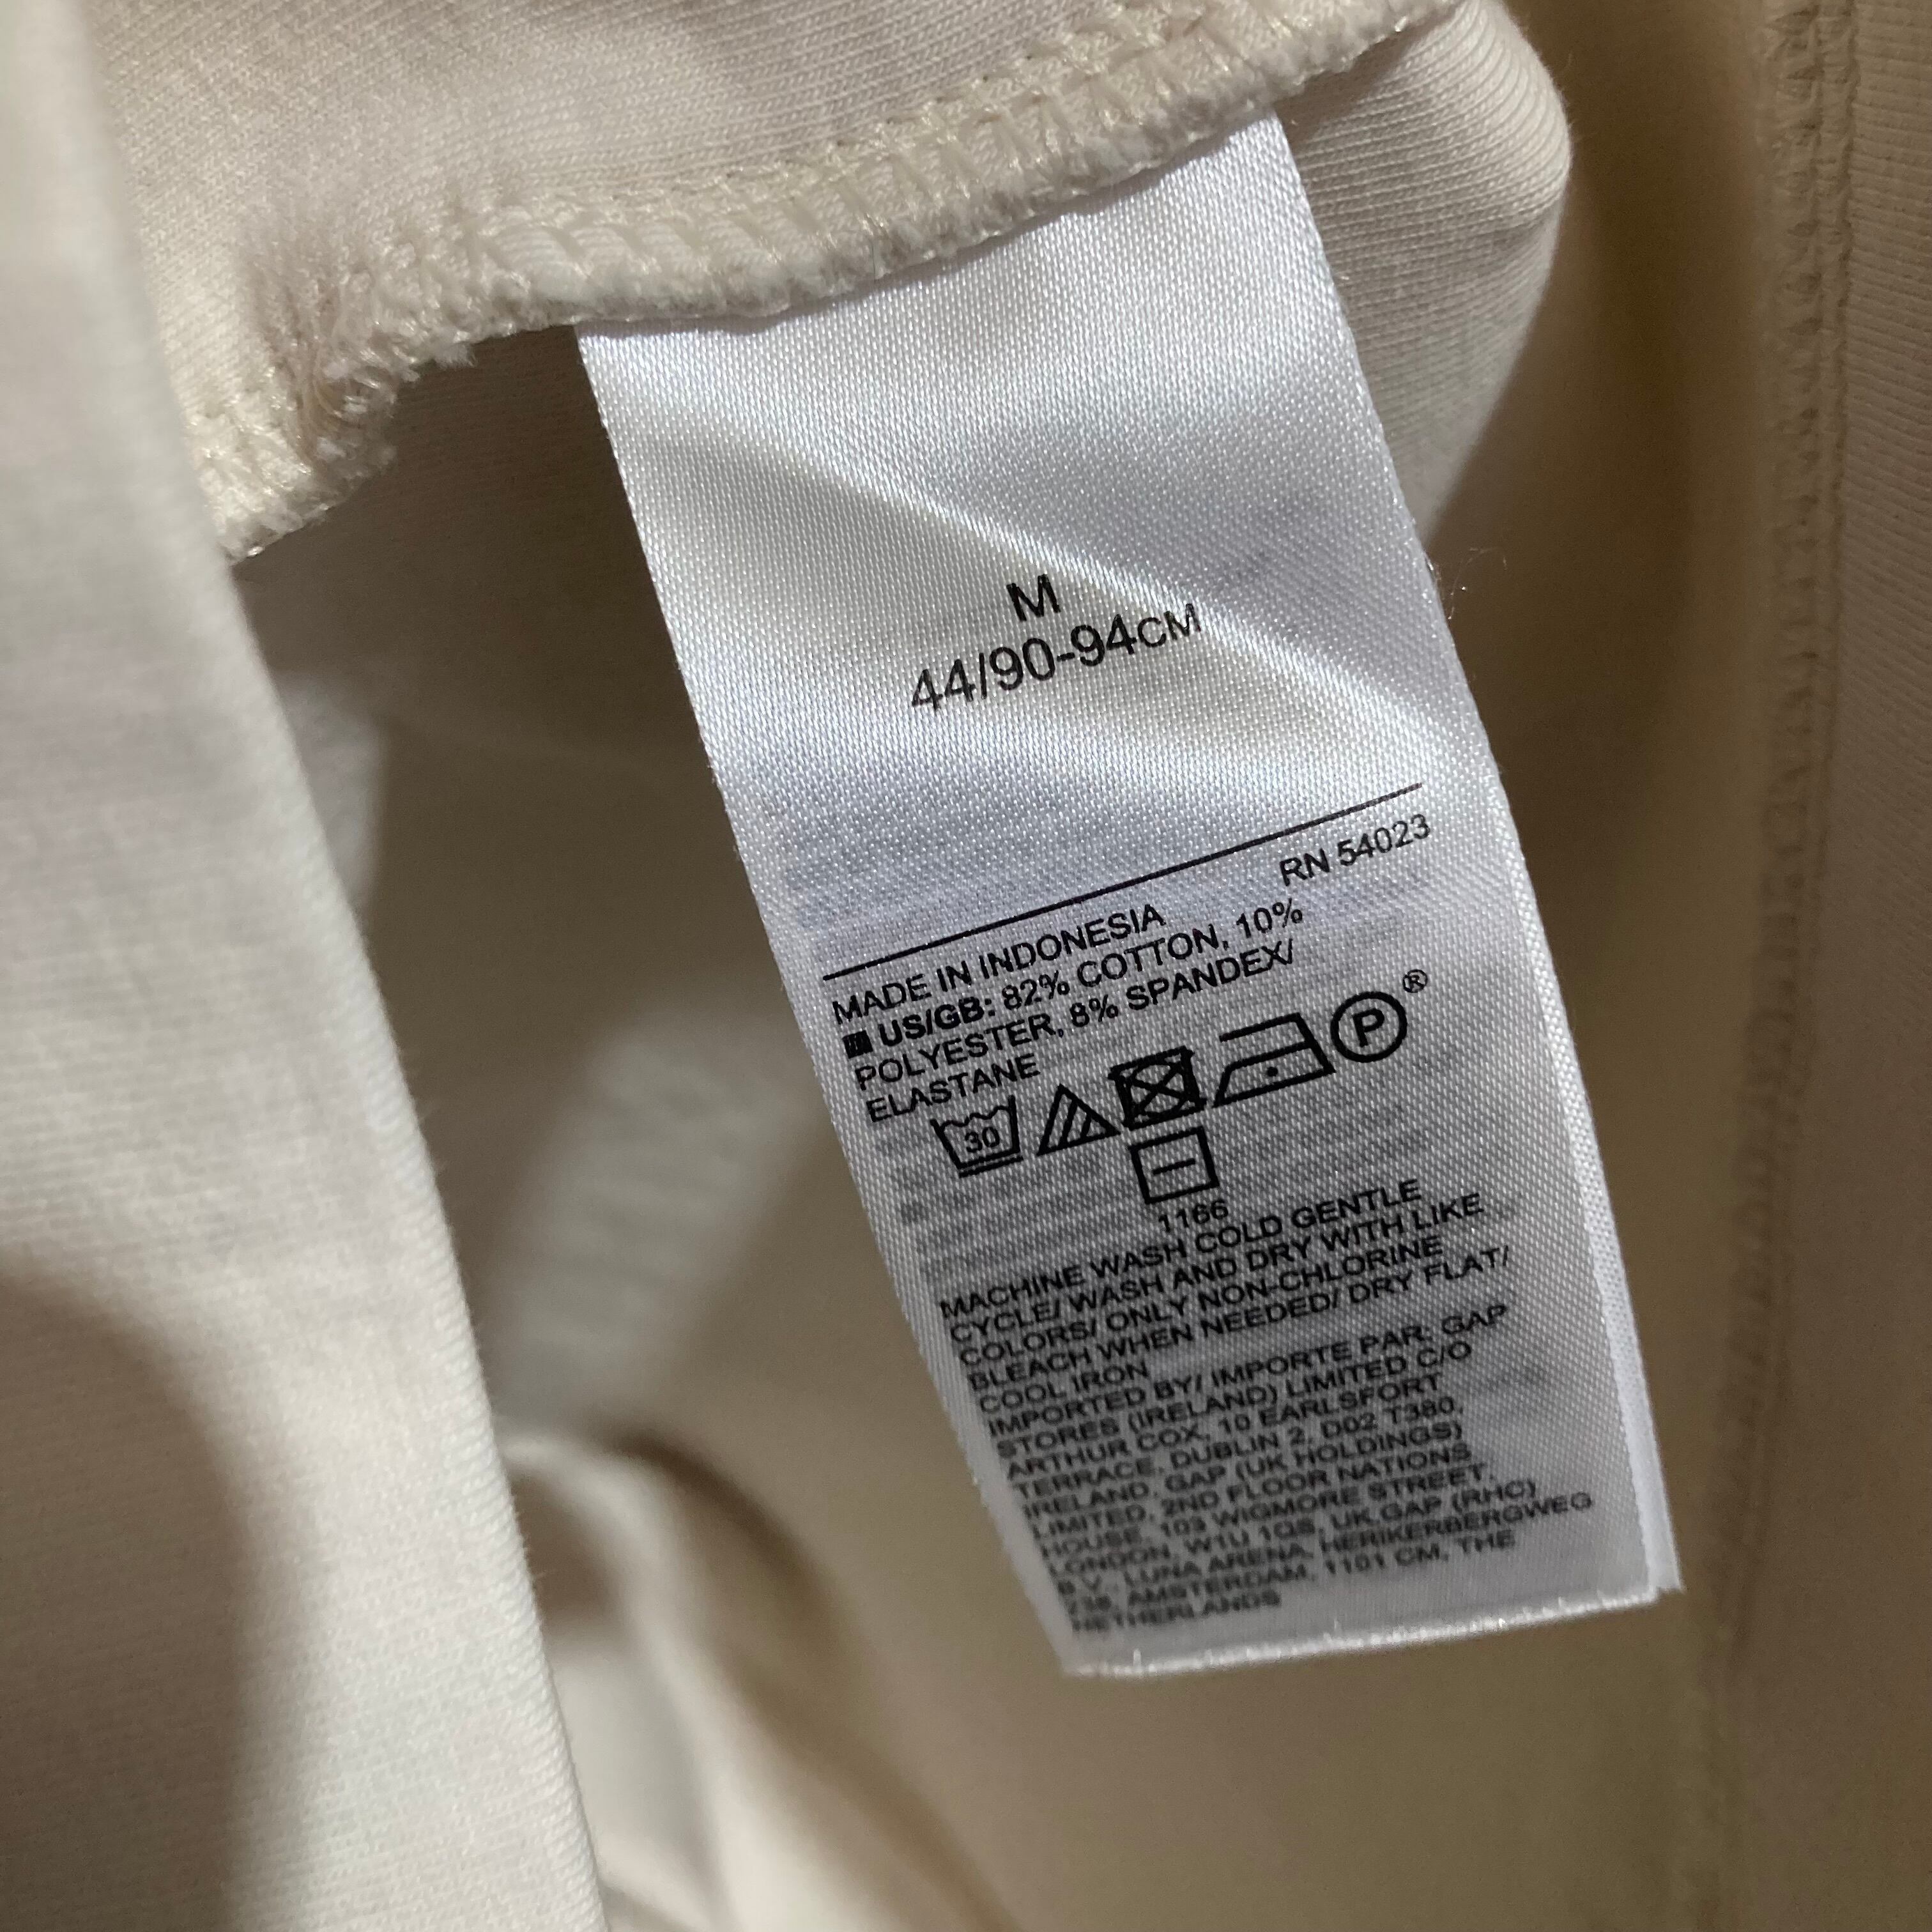 M
44/90-94CM
RN 54023
MADE IN INDONESIA
US/GB: 82% COTTON, 10%
POLYESTER, 8% SPANDEX/
ELASTANE
30 P ®
1166
MACHINE WASH COLD GENTLE
CYCLE/ WASH AND DRY WITH LIKE
COLORS/ ONLY NON-CHLORINE
BLEACH WHEN NEEDED/ DRY FLAT/
COOL IRON
IMPORTED BY/ IMPORTE PAR: GAP
STORES (IRELAND) LIMITED C/O
ARTHUR COX, 10 EARLSFORT
TERRACE, DUBLIN 2, D02 T380,
IRELAND, GAP (UK HOLDINGS)
LIMITED, 2ND FLOOR NATIONS
HOUSE, 103 WIGMORE STREET,
LONDON, W1U 1QS, UK GAP (RHC)
B.V., LUNA ARENA, HERIKERBERGWEG
238, AMSTERDAM, 1101 CM, THE
NETHERLANDS